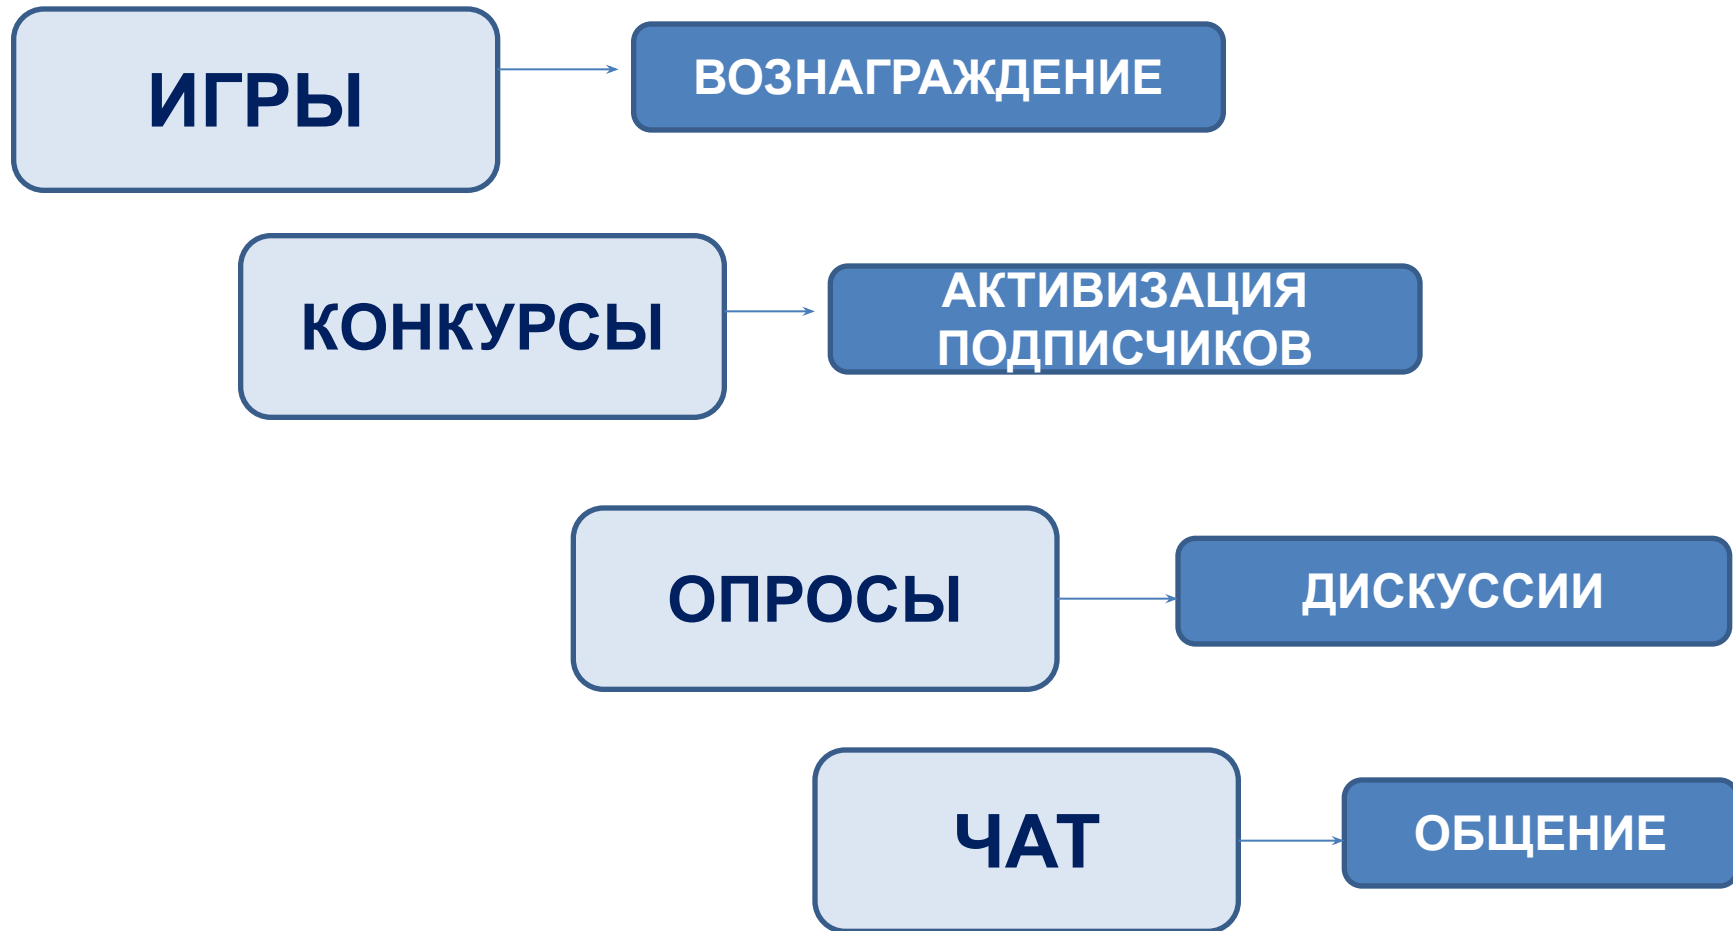 ИГРЫ
ВОЗНАГРАЖДЕНИЕ
КОНКУРСЫ
АКТИВИЗАЦИЯ
ПОДПИСЧИКОВ
ОПРОСЫ
ДИСКУССИИ
ЧАТ
ОБЩЕНИЕ